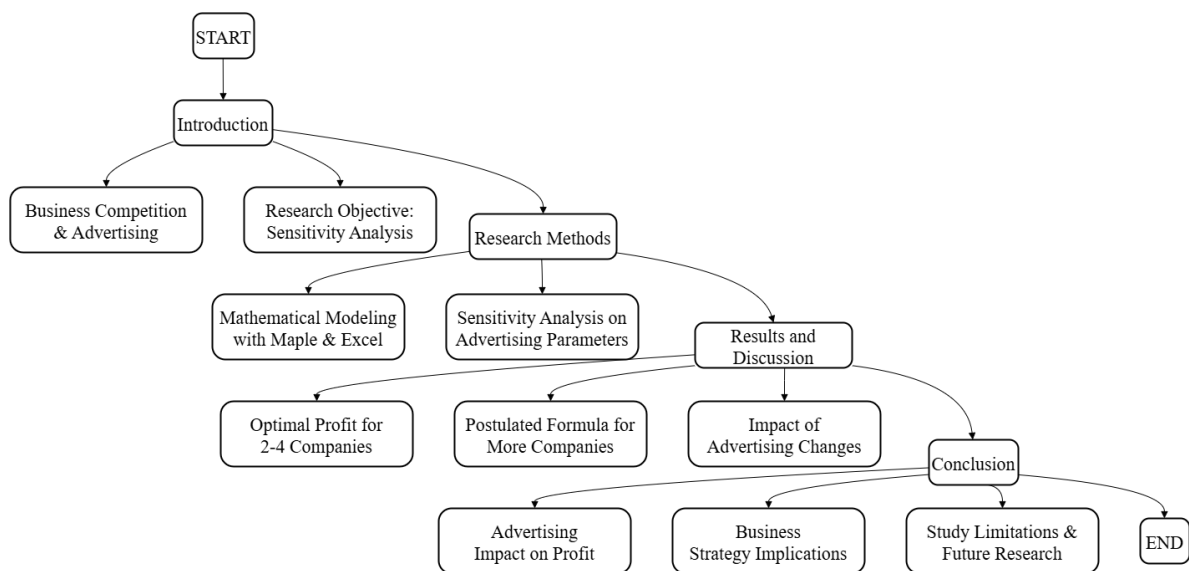 START
Introduction
Business Competition
& Advertising
Research Objective:
Sensitivity Analysis
Research Methods
Mathematical Modeling
with Maple & Excel
Sensitivity Analysis on
Advertising Parameters
Results and
Discussion
Optimal Profit for
2-4 Companies
Postulated Formula for
More Companies
Impact of
Advertising Changes
Conclusion
Advertising
Impact on Profit
Business
Strategy Implications
Study Limitations &
Future Research
END